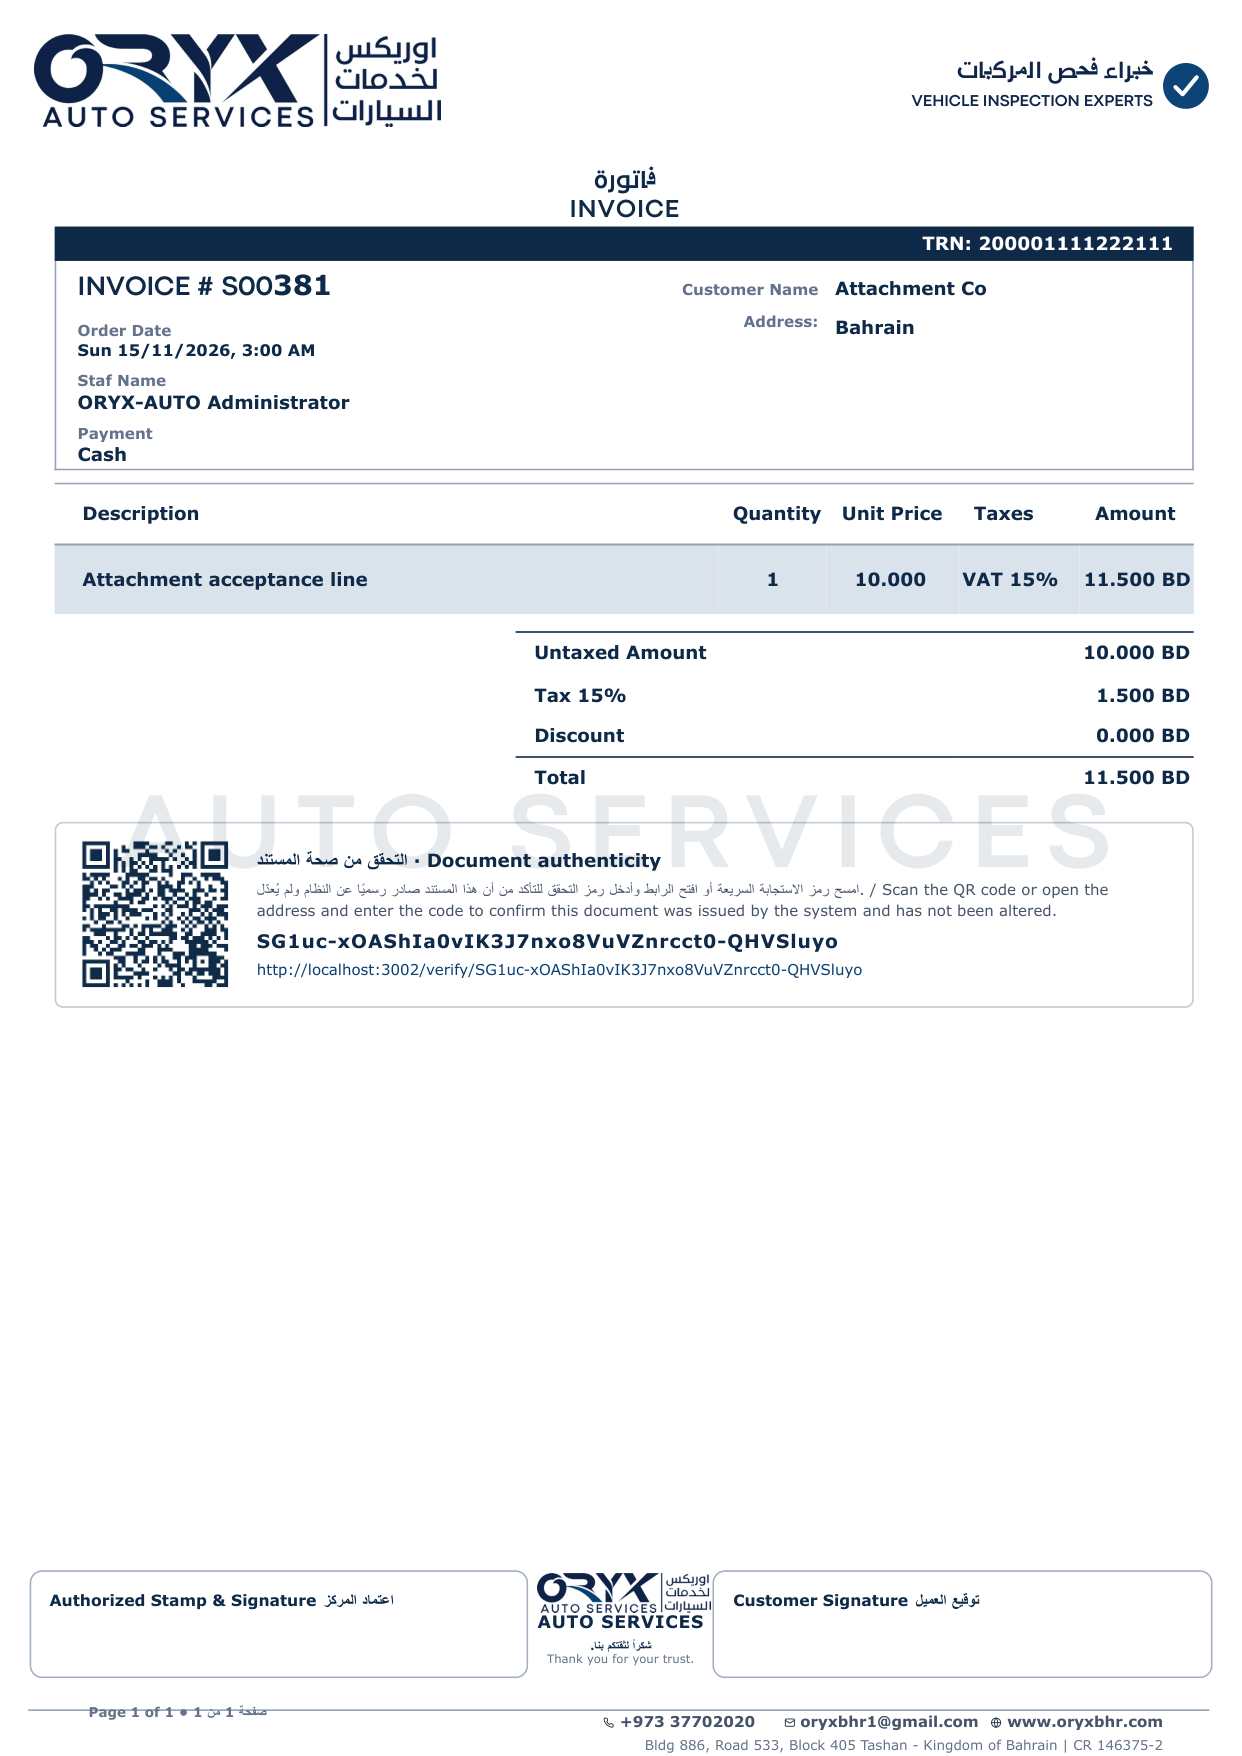 ORYX
AUTO SERVICES
اوريكس
لخدمات
السيارات
خبراء فحص المركبات
VEHICLE INSPECTION EXPERTS
فاتورة
INVOICE
TRN: 200001111222111
INVOICE # S00381
Customer Name Attachment Co
Address: Bahrain
Order Date
Sun 15/11/2026, 3:00 AM
Staf Name
ORYX-AUTO Administrator
Payment
Cash
Description Quantity Unit Price Taxes Amount
Attachment acceptance line 1 10.000 VAT 15% 11.500 BD
Untaxed Amount 10.000 BD
Tax 15% 1.500 BD
Discount 0.000 BD
Total 11.500 BD
AUTO SERVICES
التحقق من صحة المستند · Document authenticity
امسح رمز الاستجابة السريعة أو افتح الرابط وأدخل رمز التحقق للتأكد من أن هذا المستند صادر رسميًا عن النظام ولم يُعدّل. / Scan the QR code or open the
address and enter the code to confirm this document was issued by the system and has not been altered.
SG1uc-xOAShIa0vIK3J7nxo8VuVZnrcct0-QHVSluyo
http://localhost:3002/verify/SG1uc-xOAShIa0vIK3J7nxo8VuVZnrcct0-QHVSluyo
Authorized Stamp & Signature اعتماد المركز
ORYX
AUTO SERVICES
اوريكس
لخدمات
السيارات
AUTO SERVICES
شكراً لثقتكم بنا.
Thank you for your trust.
Customer Signature توقيع العميل
Page 1 of 1 • صفحة 1 من 1
+973 37702020 oryxbhr1@gmail.com www.oryxbhr.com
Bldg 886, Road 533, Block 405 Tashan - Kingdom of Bahrain | CR 146375-2